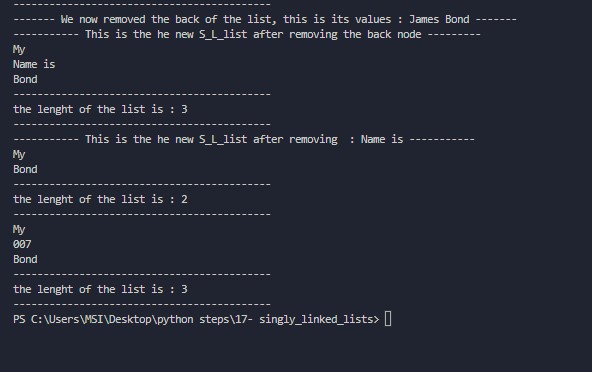 -------------------------------------------
------- We now removed the back of the list, this is its values : James Bond -------
----------- This is the he new S_L_list after removing the back node ---------
My
Name is
Bond
-------------------------------------------
the lenght of the list is : 3
-------------------------------------------
----------- This is the he new S_L_list after removing  : Name is -----------
My
Bond
-------------------------------------------
the lenght of the list is : 2
-------------------------------------------
My
007
Bond
-------------------------------------------
the lenght of the list is : 3
-------------------------------------------
PS C:\Users\MSI\Desktop\python steps\17- singly_linked_lists>